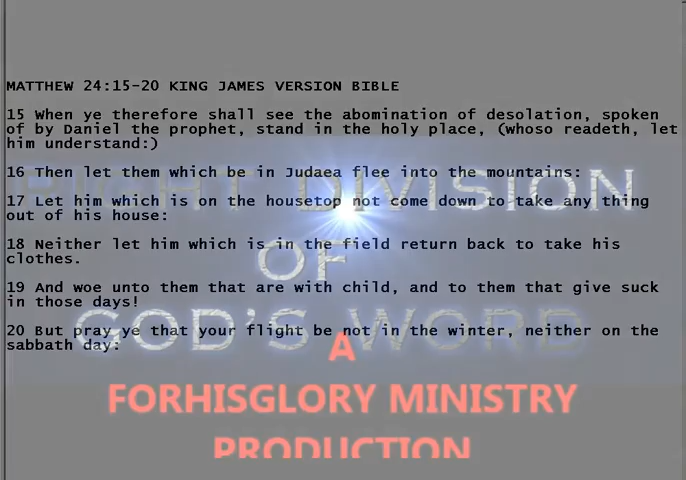 MATTHEW 24:15-20 KING JAMES VERSION BIBLE
15 When ye therefore shall see the abomination of desolation, spoken
of by Daniel the prophet, stand in the holy place, (whoso readeth, let
him understand:)
16 Then let them which be in Judaea flee into the mountains:
RIGHT DIVISION
17 Let him which is on the housetop not come down to take any thing
out of his house:
18 Neither let him which is in the field return back to take his
clothes.
OF
19 And woe unto them that are with child, and to them that give suck
in those days!
GOD'S WORD
20 But pray ye that your flight be not in the winter, neither on the
sabbath day:
A
FORHISGLORY MINISTRY
PRODUCTION